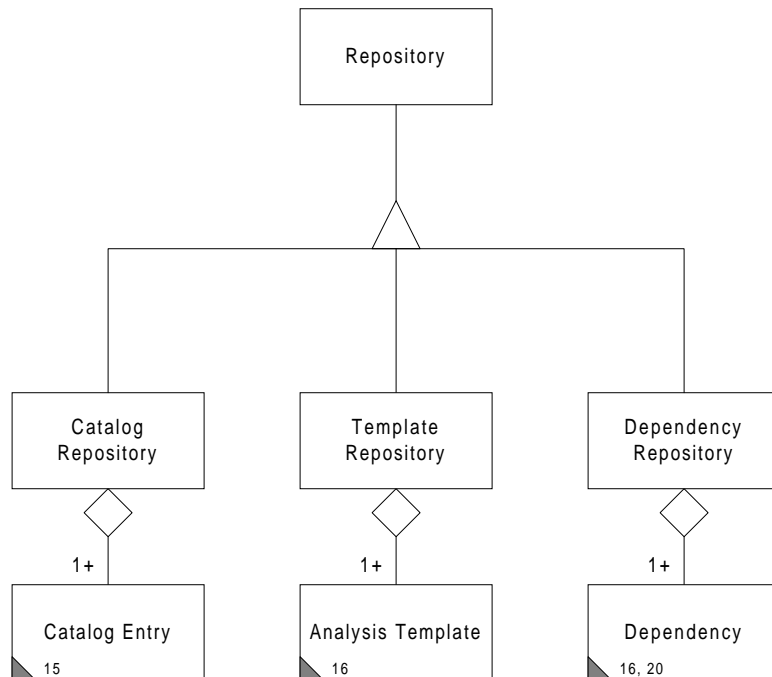 Repository
Catalog
Repository
Template
Repository
Dependency
Repository
1+
1+
1+
Catalog Entry
Analysis Template
Dependency
15
16
16, 20